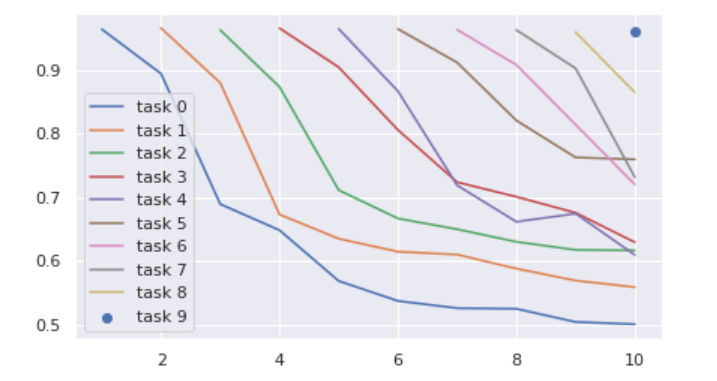 0.9
0.8
0.7
0.6
0.5
task 0
task 1
task 2
task 3
task 4
task 5
task 6
task 7
task 8
task 9
2 4 6 8 10